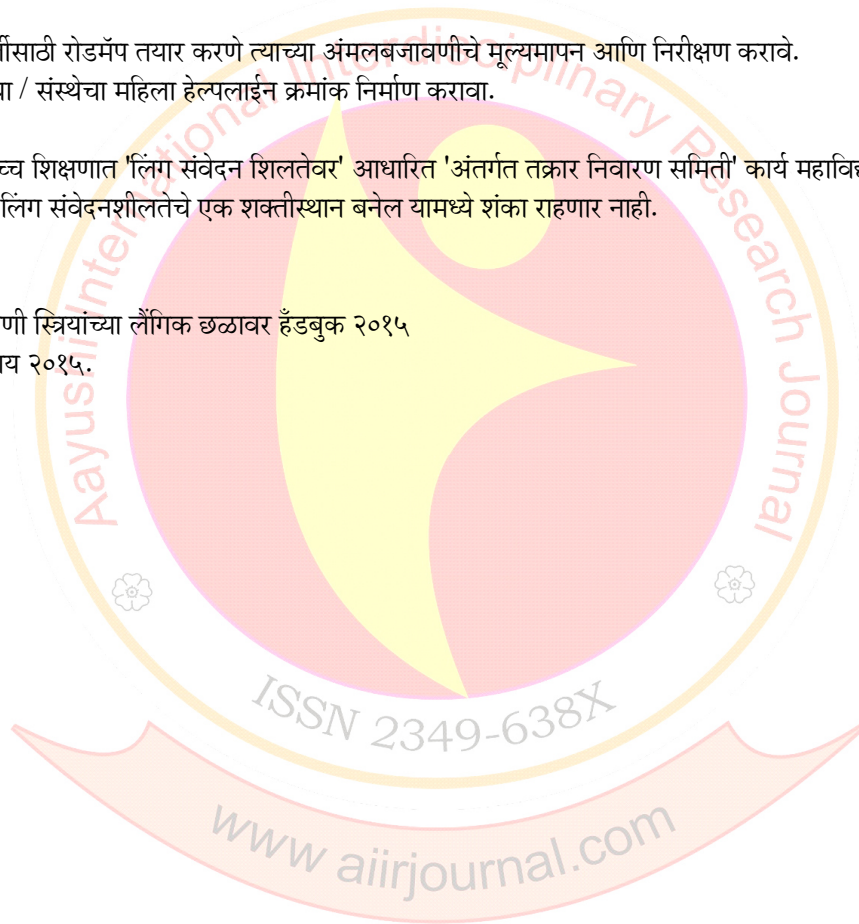 र्मीसाठी रोडमॅप तयार करणे त्याच्या अंमलबजावणीचे मूल्यमापन आणि निरीक्षण करावे.
चा / संस्थेचा महिला हेल्पलाईन क्रमांक निर्माण करावा.
च्च शिक्षणात 'लिंग संवेदन शिलतेवर' आधारित 'अंतर्गत तक्रार निवारण समिती' कार्य महाविद्य
लिंग संवेदनशीलतेचे एक शक्तीस्थान बनेल यामध्ये शंका राहणार नाही.
णी स्त्रियांच्या लैंगिक छळावर हँडबुक २०१५
य २०१५.
Aayushi International Interdisciplinary Research Journal
ISSN 2349-638X
www aiirjournal.com